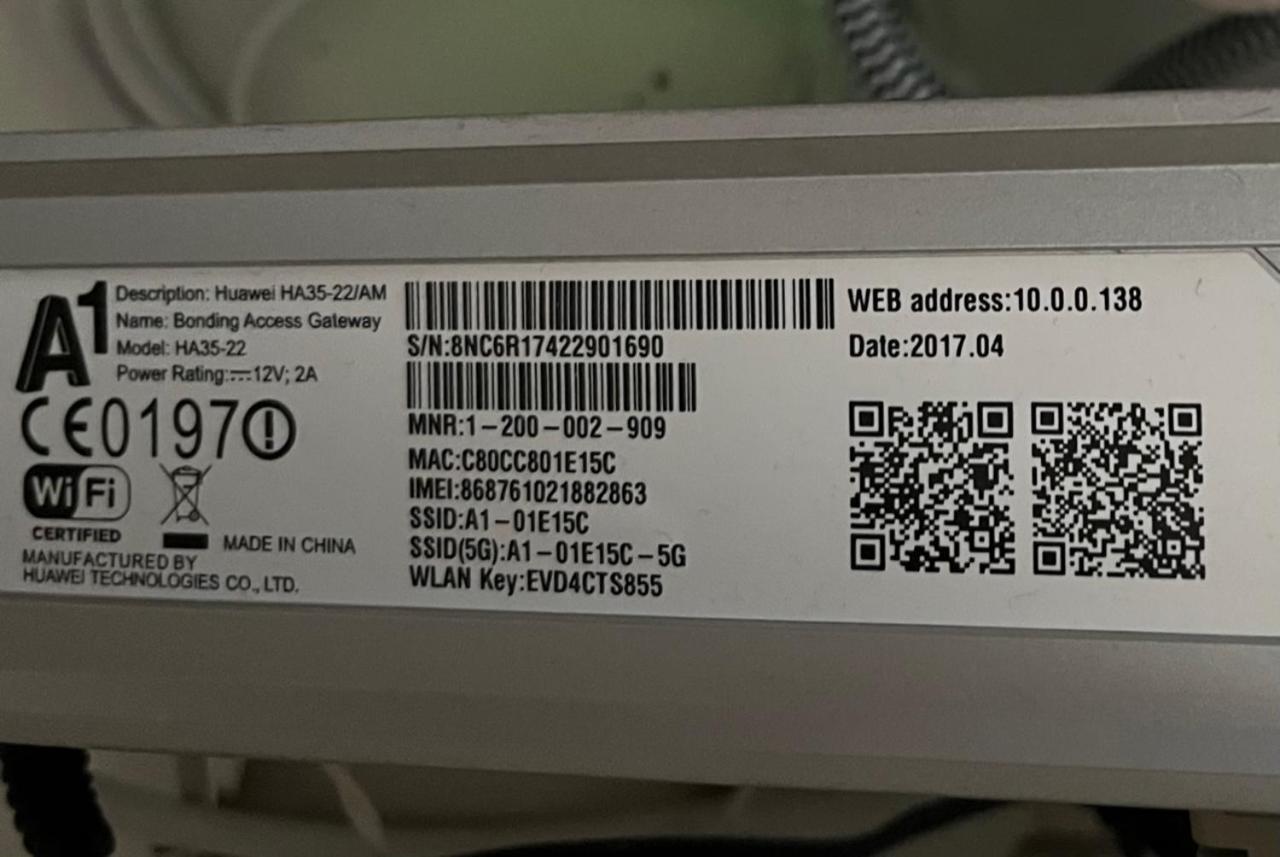 A1
Description: Huawei HA35-22/AM
Name: Bonding Access Gateway
Model: HA35-22
Power Rating:⎓12V; 2A
CE0197
Wi Fi
CERTIFIED
MADE IN CHINA
MANUFACTURED BY
HUAWEI TECHNOLOGIES CO., LTD.
S/N:8NC6R17422901690
MNR:1-200-002-909
MAC:C80CC801E15C
IMEI:868761021882863
SSID:A1-01E15C
SSID(5G):A1-01E15C-5G
WLAN Key:EVD4CTS855
WEB address:10.0.0.138
Date:2017.04